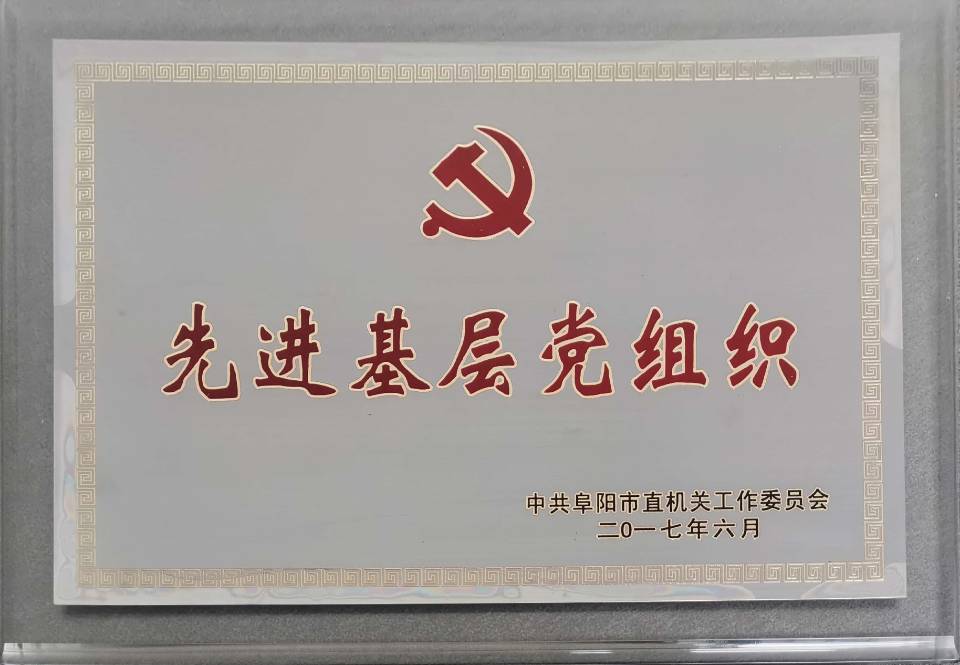 先进基层党组织
中共阜阳市直机关工作委员会
二0一七年六月